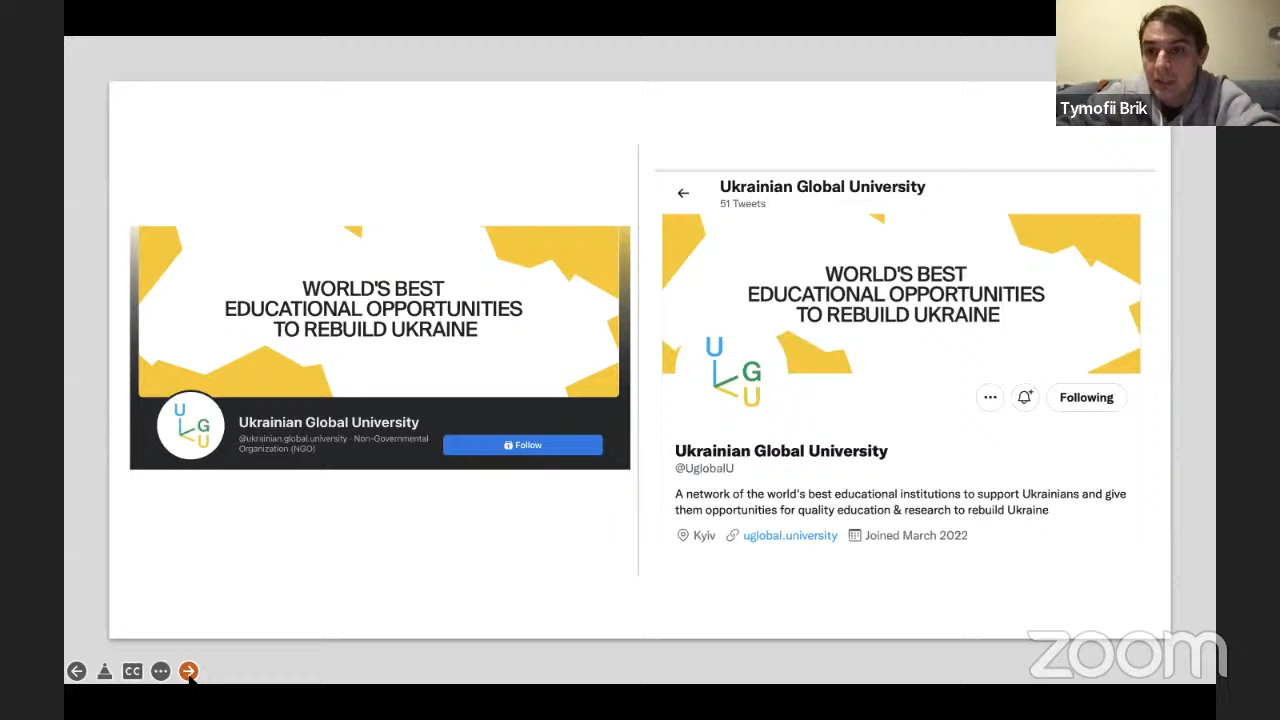 Tymofii Brik
WORLD'S BEST
EDUCATIONAL OPPORTUNITIES
TO REBUILD UKRAINE
U
G
U
Ukrainian Global University
@ukrainian.global.university · Non-Governmental
Organization (NGO)
Follow
Ukrainian Global University
51 Tweets
WORLD'S BEST
EDUCATIONAL OPPORTUNITIES
TO REBUILD UKRAINE
U
G
U
Following
Ukrainian Global University
@UglobalU
A network of the world's best educational institutions to support Ukrainians and give
them opportunities for quality education & research to rebuild Ukraine
Kyiv uglobal.university Joined March 2022
CC
zoom